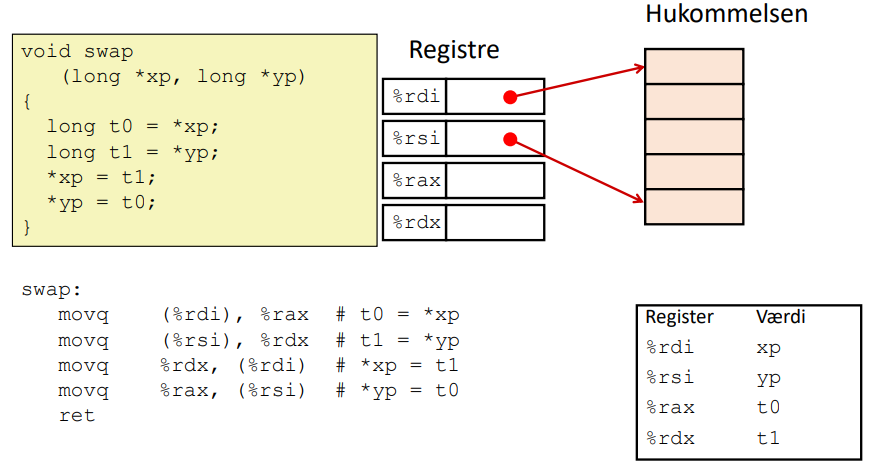 Hukommelsen
void swap
(long *xp, long *yp)
{
long t0 = *xp;
long t1 = *yp;
*xp = t1;
*yp = t0;
}
Registre
%rdi
%rsi
%rax
%rdx
swap:
movq (%rdi), %rax # t0 = *xp
movq (%rsi), %rdx # t1 = *yp
movq %rdx, (%rdi) # *xp = t1
movq %rax, (%rsi) # *yp = t0
ret
Register Værdi
%rdi xp
%rsi yp
%rax t0
%rdx t1